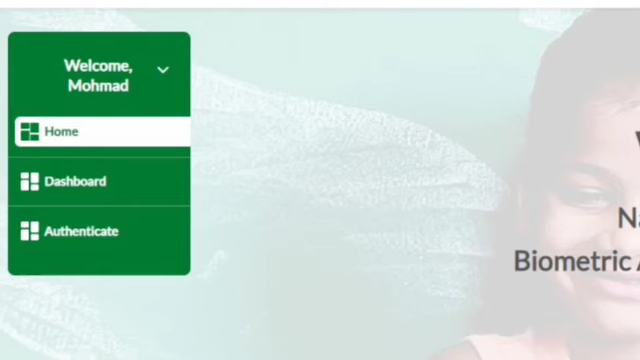 Welcome,
Mohmad
Home
Dashboard
Authenticate
Biometric